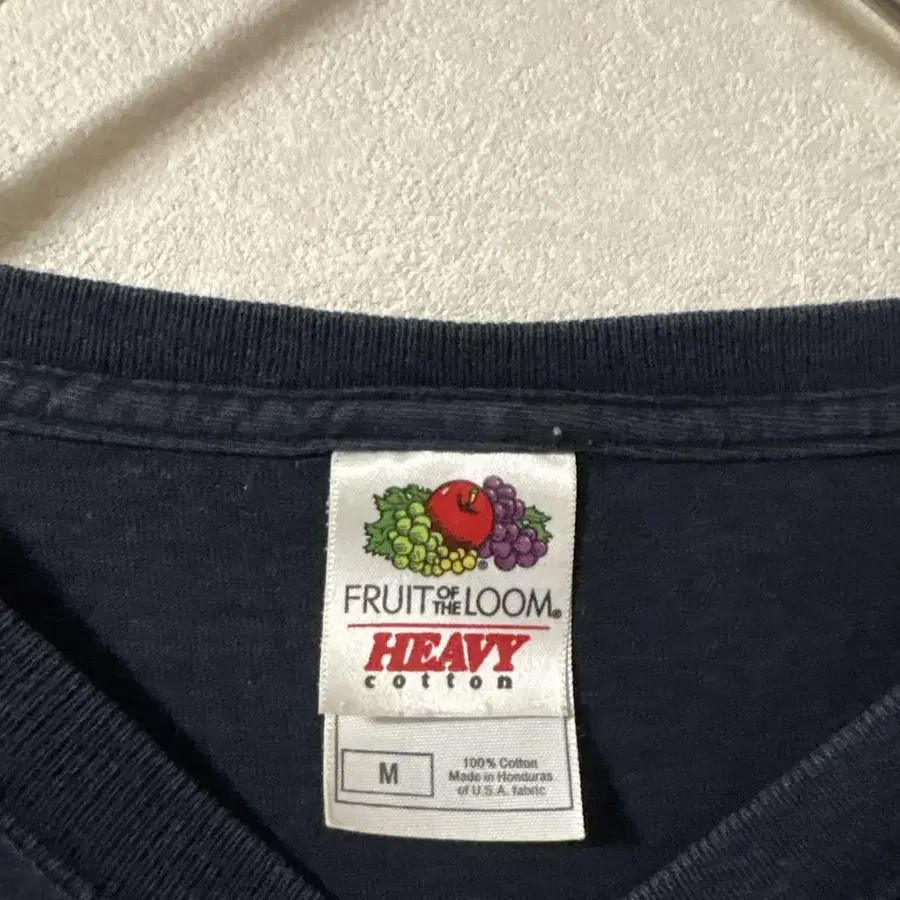 FRUIT OF THE LOOM®
HEAVY
cotton
M
100% Cotton
Made in Honduras
of U.S.A. fabric